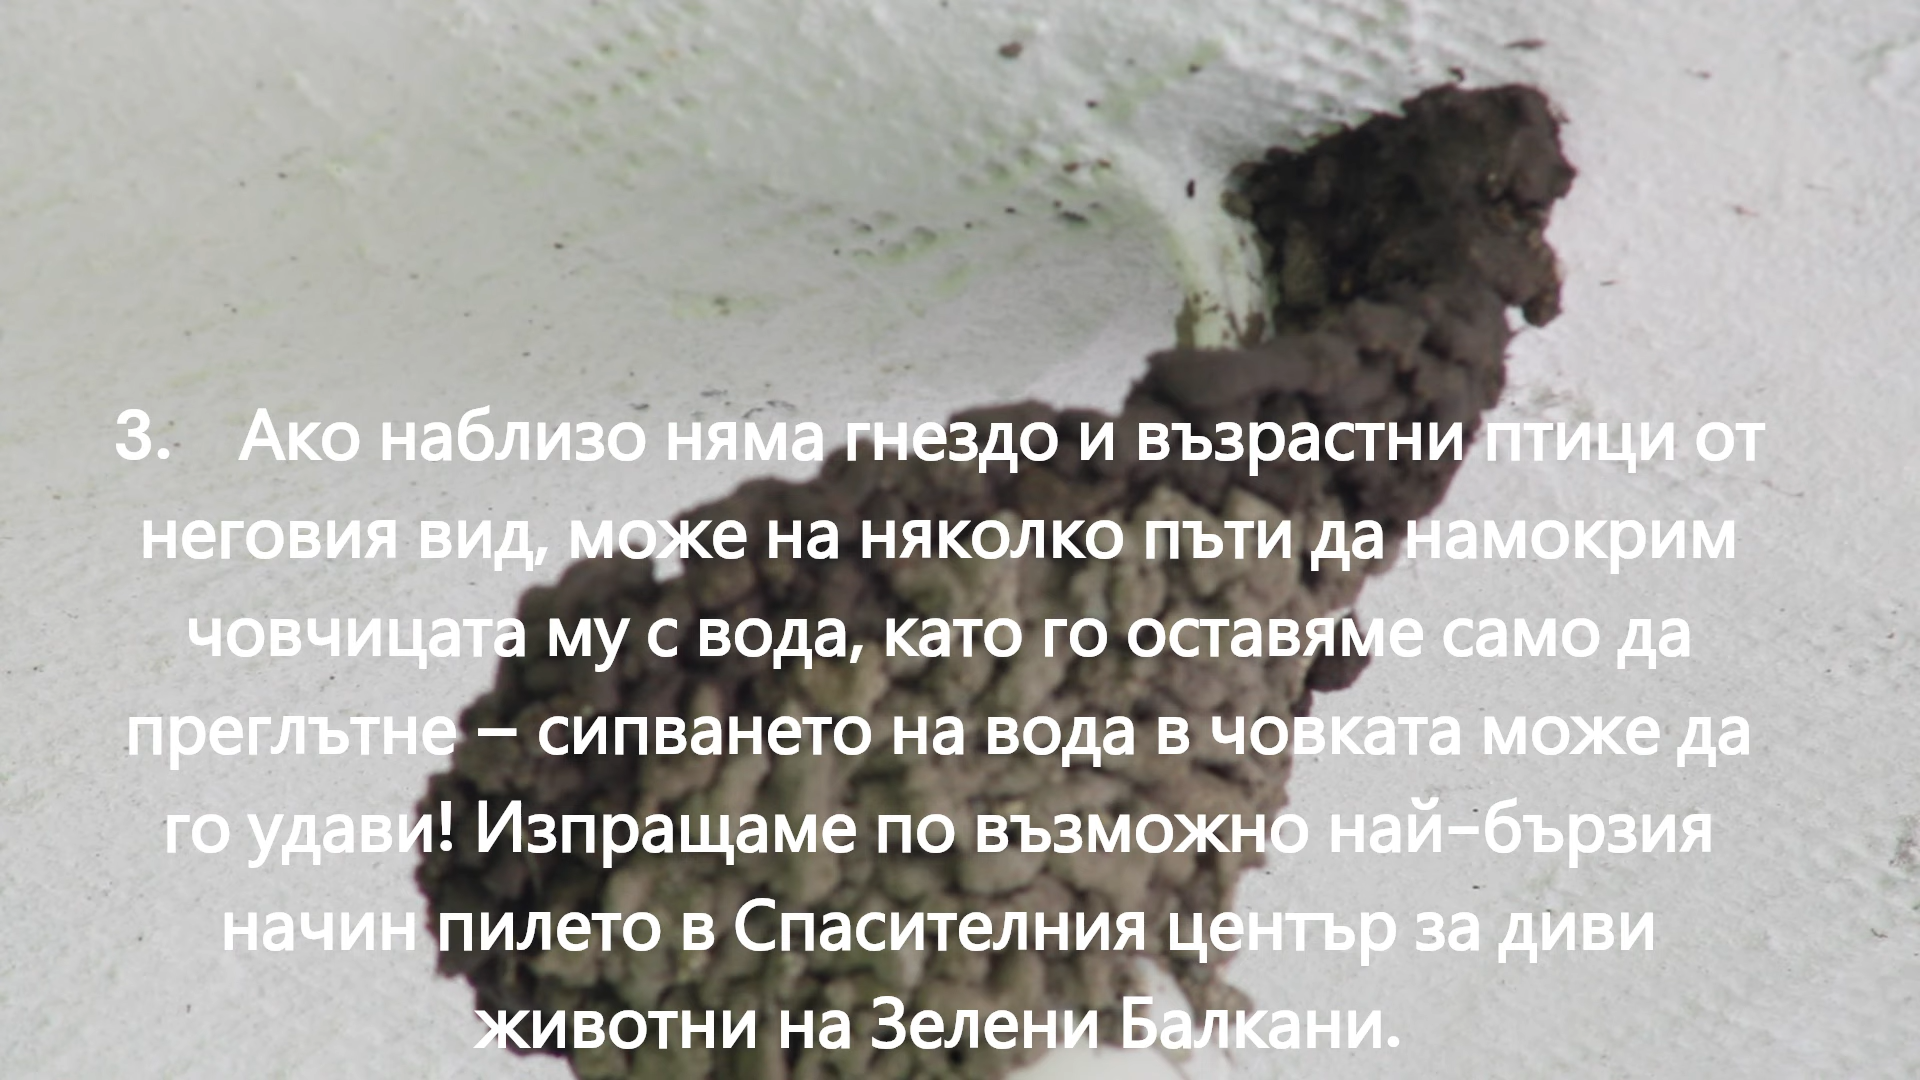 3. Ако наблизо няма гнездо и възрастни птици от
неговия вид, може на няколко пъти да намокрим
човчицата му с вода, като го оставяме само да
преглътне – сипването на вода в човката може да
го удави! Изпращаме по възможно най-бързия
начин пилето в Спасителния център за диви
животни на Зелени Балкани.